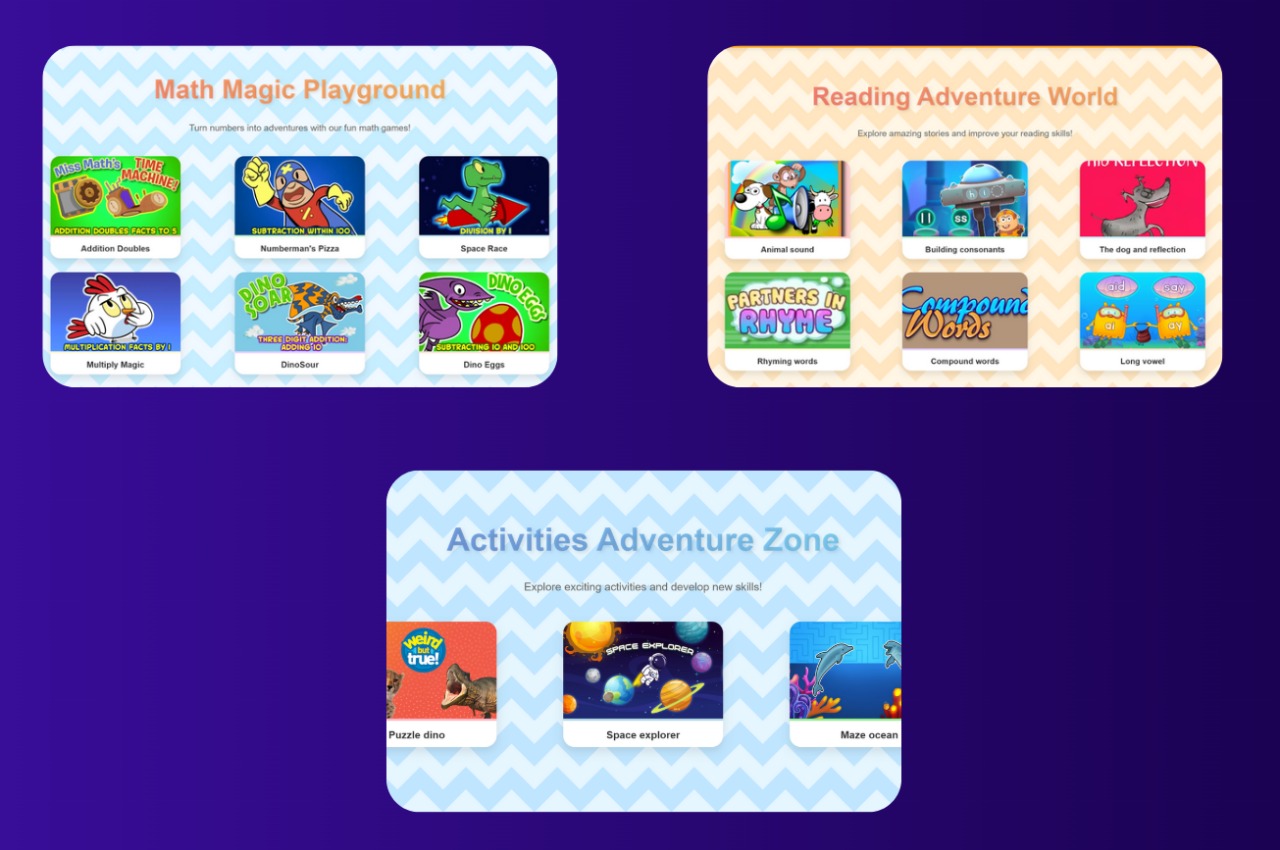 Math Magic Playground
Turn numbers into adventures with our fun math games!
Miss Math's TIME MACHINE!
ADDITION DOUBLES FACTS TO 5
Addition Doubles
SUBTRACTION WITHIN 100
Numberman's Pizza
DIVISION BY 1
Space Race
MULTIPLICATION FACTS BY 1
Multiply Magic
DINO SOAR
THREE DIGIT ADDITION:
ADDING 10
DinoSour
DINO EGGS
SUBTRACTING 10 AND 100
Dino Eggs
Reading Adventure World
Explore amazing stories and improve your reading skills!
Animal sound
h i
ll ss
Building consonants
REFLECTION
The dog and reflection
PARTNERS IN
RHYME
Rhyming words
Compound
Words
Compound words
aid say
ai ay
Long vowel
Activities Adventure Zone
Explore exciting activities and develop new skills!
weird
but
true!
Puzzle dino
SPACE EXPLORER
Space explorer
Maze ocean